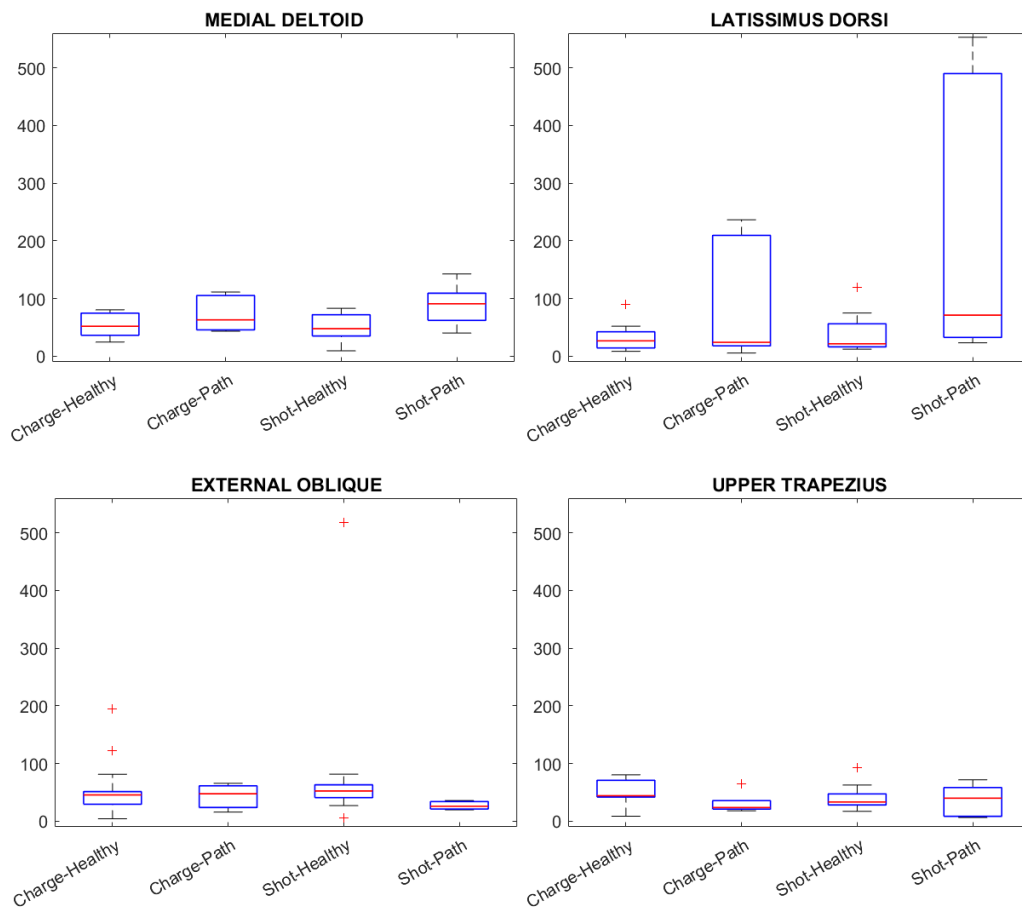 MEDIAL DELTOID
500
400
300
200
100
0
Charge-Healthy
Charge-Path
Shot-Healthy
Shot-Path
LATISSIMUS DORSI
500
400
300
200
100
0
Charge-Healthy
Charge-Path
Shot-Healthy
Shot-Path
EXTERNAL OBLIQUE
500
400
300
200
100
0
Charge-Healthy
Charge-Path
Shot-Healthy
Shot-Path
UPPER TRAPEZIUS
500
400
300
200
100
0
Charge-Healthy
Charge-Path
Shot-Healthy
Shot-Path